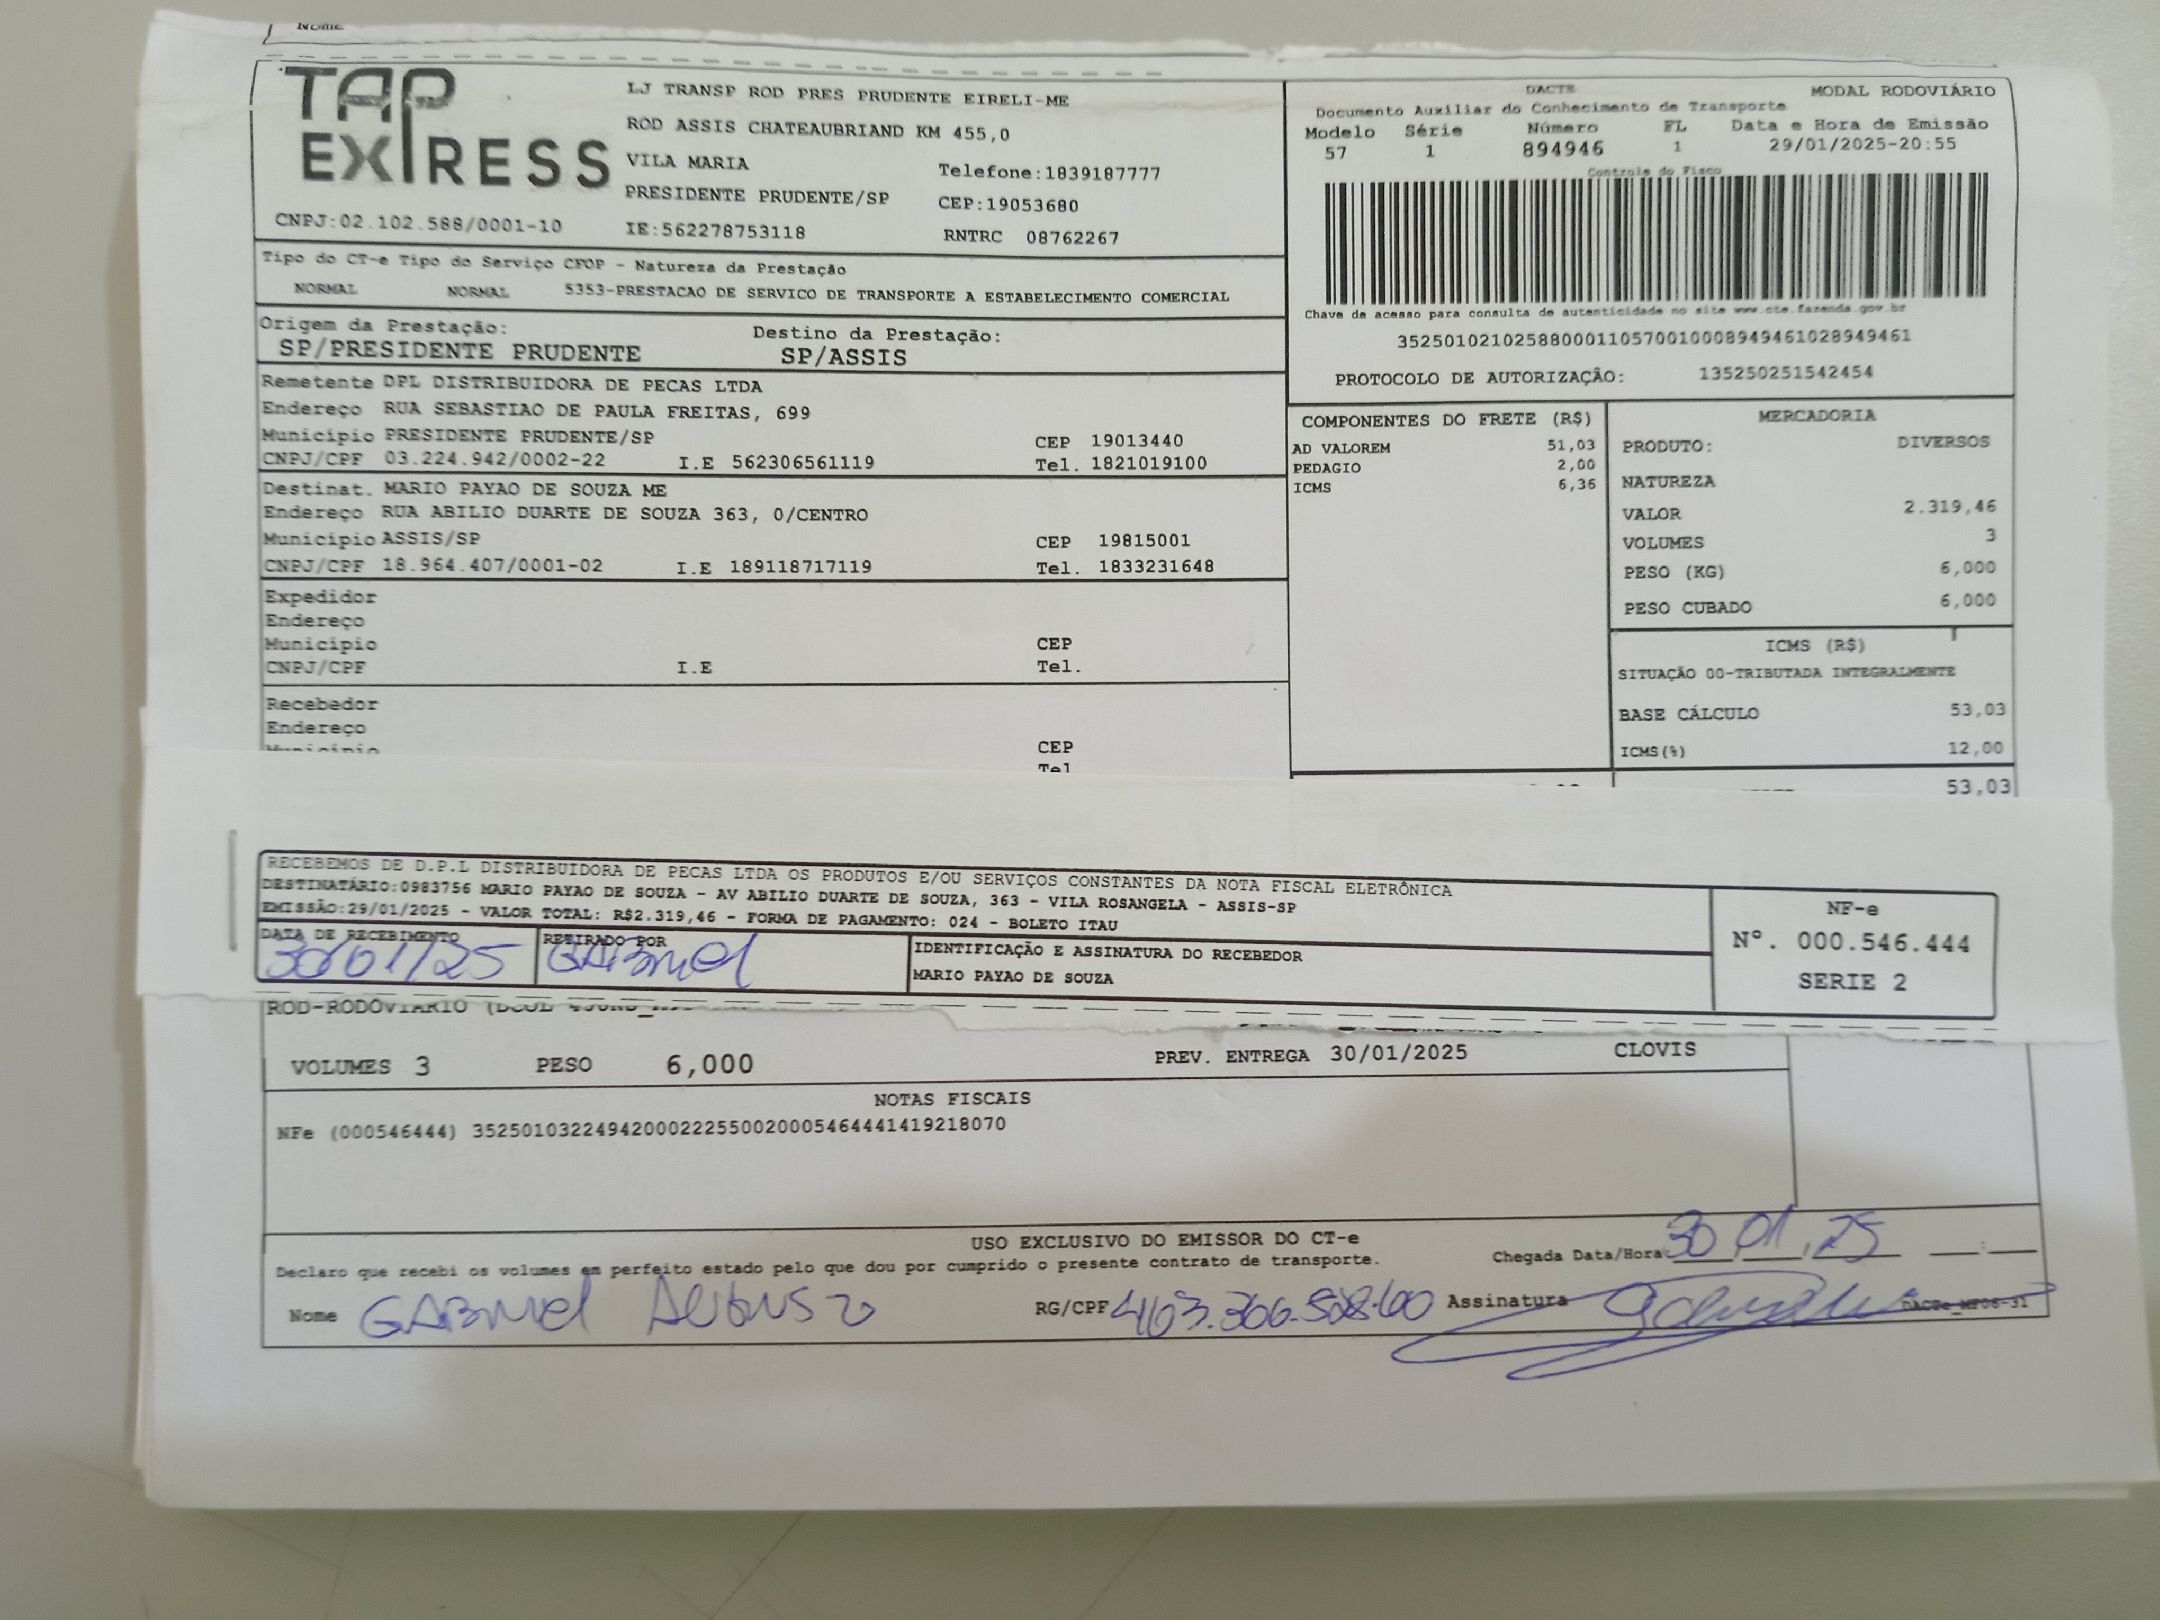 Nome
TAP EXPRESS
LJ TRANSP ROD PRES PRUDENTE EIRELI-ME
ROD ASSIS CHATEAUBRIAND KM 455,0
VILA MARIA Telefone:1839187777
PRESIDENTE PRUDENTE/SP CEP:19053680
CNPJ:02.102.588/0001-10 IE:562278753118 RNTRC 08762267
DACTE MODAL RODOVIÁRIO
Documento Auxiliar do Conhecimento de Transporte
Modelo Série Número FL Data e Hora de Emissão
57 1 894946 1 29/01/2025-20:55
Controle do Fisco
Chave de acesso para consulta de autenticidade no site www.cte.fazenda.gov.br
35250102102588000110570010008949461028949461
PROTOCOLO DE AUTORIZAÇÃO: 135250251542454
Tipo do CT-e Tipo do Serviço CFOP - Natureza da Prestação
NORMAL NORMAL 5353-PRESTACAO DE SERVICO DE TRANSPORTE A ESTABELECIMENTO COMERCIAL
Origem da Prestação: Destino da Prestação:
SP/PRESIDENTE PRUDENTE SP/ASSIS
Remetente DPL DISTRIBUIDORA DE PECAS LTDA
Endereço RUA SEBASTIAO DE PAULA FREITAS, 699
Município PRESIDENTE PRUDENTE/SP CEP 19013440
CNPJ/CPF 03.224.942/0002-22 I.E 562306561119 Tel. 1821019100
Destinat. MARIO PAYAO DE SOUZA ME
Endereço RUA ABILIO DUARTE DE SOUZA 363, 0/CENTRO
Município ASSIS/SP CEP 19815001
CNPJ/CPF 18.964.407/0001-02 I.E 189118717119 Tel. 1833231648
Expedidor
Endereço
Município CEP
CNPJ/CPF I.E Tel.
Recebedor
Endereço
Município CEP
Tel
COMPONENTES DO FRETE (R$)
AD VALOREM 51,03
PEDAGIO 2,00
ICMS 6,36
MERCADORIA
PRODUTO: DIVERSOS
NATUREZA
VALOR 2.319,46
VOLUMES 3
PESO (KG) 6,000
PESO CUBADO 6,000
ICMS (R$)
SITUAÇÃO 00-TRIBUTADA INTEGRALMENTE
BASE CÁLCULO 53,03
ICMS(%) 12,00
53,03
RECEBEMOS DE D.P.L DISTRIBUIDORA DE PECAS LTDA OS PRODUTOS E/OU SERVIÇOS CONSTANTES DA NOTA FISCAL ELETRÔNICA
DESTINATÁRIO:0983756 MARIO PAYAO DE SOUZA - AV ABILIO DUARTE DE SOUZA, 363 - VILA ROSANGELA - ASSIS-SP
EMISSÃO:29/01/2025 - VALOR TOTAL: R$2.319,46 - FORMA DE PAGAMENTO: 024 - BOLETO ITAU
DATA DE RECEBIMENTO RETIRADO POR IDENTIFICAÇÃO E ASSINATURA DO RECEBEDOR
30/01/25 GABriel MARIO PAYAO DE SOUZA
NF-e
Nº. 000.546.444
SERIE 2
ROD-RODOVIARIO
VOLUMES 3 PESO 6,000 PREV. ENTREGA 30/01/2025 CLOVIS
NOTAS FISCAIS
NFe (000546444) 35250103224942000222550020005464441419218070
USO EXCLUSIVO DO EMISSOR DO CT-e
Declaro que recebi os volumes em perfeito estado pelo que dou por cumprido o presente contrato de transporte. Chegada Data/Hora 30 01 25
Nome GABriel RG/CPF Assinatura